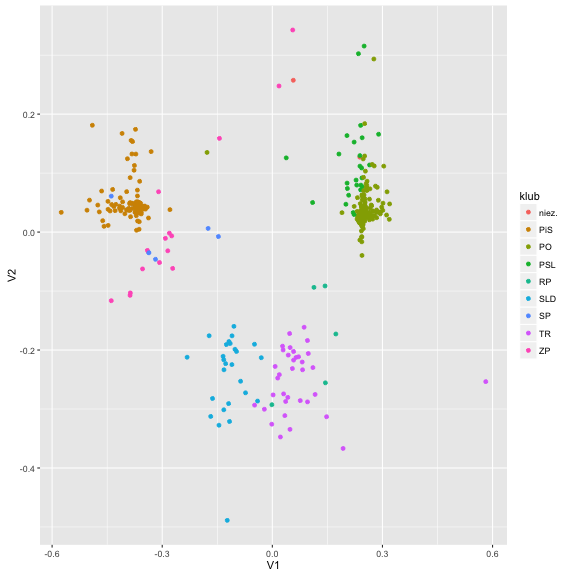 0.2
0.0
-0.2
-0.4
V2
-0.6
-0.3
0.0
0.3
0.6
V1
klub
niez.
PiS
PO
PSL
RP
SLD
SP
TR
ZP